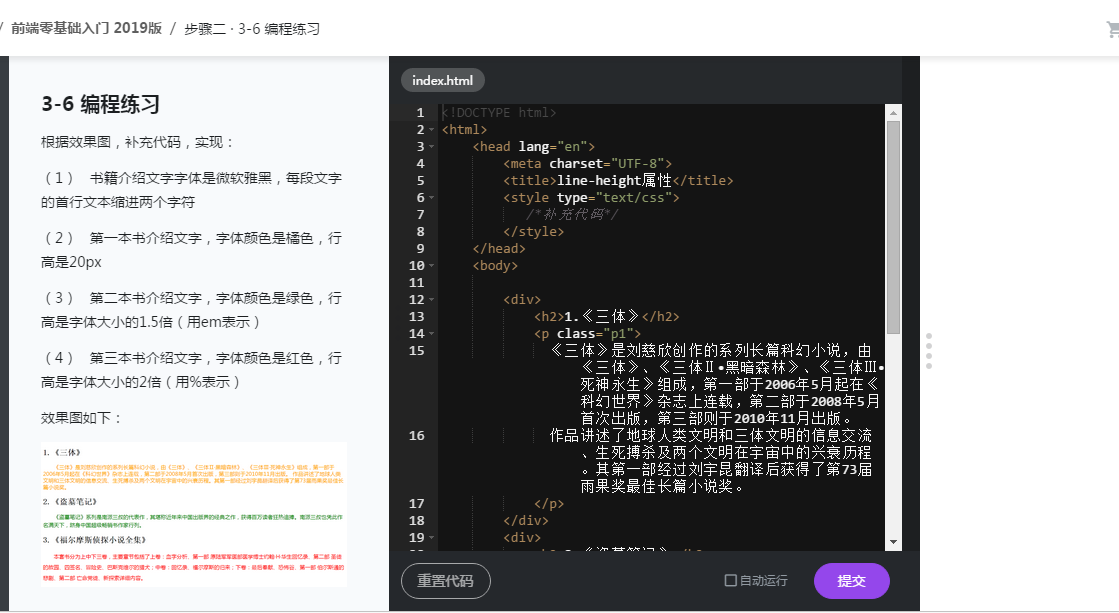 / 前端零基础入门 2019版 / 步骤二 · 3-6 编程练习
3-6 编程练习
根据效果图，补充代码，实现：
（1） 书籍介绍文字字体是微软雅黑，每段文字
的首行文本缩进两个字符
（2） 第一本书介绍文字，字体颜色是橘色，行
高是20px
（3） 第二本书介绍文字，字体颜色是绿色，行
高是字体大小的1.5倍（用em表示）
（4） 第三本书介绍文字，字体颜色是红色，行
高是字体大小的2倍（用%表示）
效果图如下：
1.《三体》
2.《盗墓笔记》
3.《福尔摩斯侦探小说全集》
index.html
1 <!DOCTYPE html>
2 <html>
3 <head lang="en">
4 <meta charset="UTF-8">
5 <title>line-height属性</title>
6 <style type="text/css">
7 /*补充代码*/
8 </style>
9 </head>
10 <body>
11
12 <div>
13 <h2>1.《三体》</h2>
14 <p class="p1">
15 《三体》是刘慈欣创作的系列长篇科幻小说，由
《三体》、《三体Ⅱ•黑暗森林》、《三体Ⅲ•
死神永生》组成，第一部于2006年5月起在《
科幻世界》杂志上连载，第二部于2008年5月
首次出版，第三部则于2010年11月出版。
16 作品讲述了地球人类文明和三体文明的信息交流
、生死搏杀及两个文明在宇宙中的兴衰历程
。其第一部经过刘宇昆翻译后获得了第73届
雨果奖最佳长篇小说奖。
17 </p>
18 </div>
19 <div>
重置代码
自动运行
提交